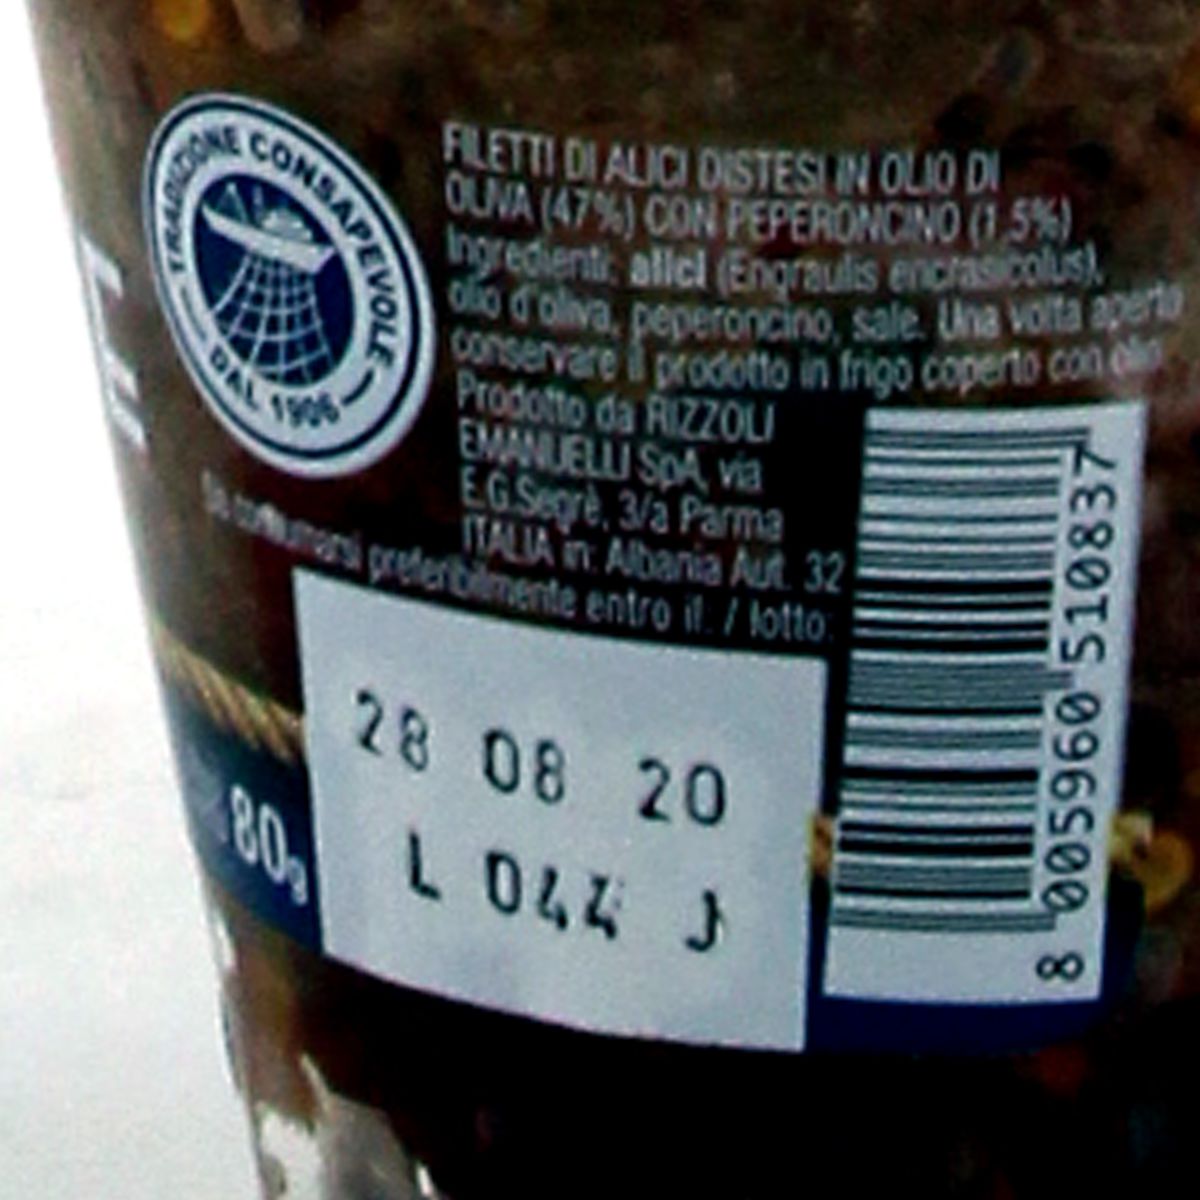 TRADIZIONE CONSAPEVOLE
DAL 1906
FILETTI DI ALICI DISTESI IN OLIO DI
OLIVA (47%) CON PEPERONCINO (1,5%)
Ingredienti: alici (Engraulis encrasicolus),
olio d'oliva, peperoncino, sale. Una volta aperto
conservare il prodotto in frigo coperto con olio
Prodotto da RIZZOLI
EMANUELLI SpA, via
E.G.Segrè, 3/a Parma
ITALIA in: Albania Aut. 32
Da consumarsi preferibilmente entro il: / lotto:
28 08 20
L 044 J
80g
8 005960 510837